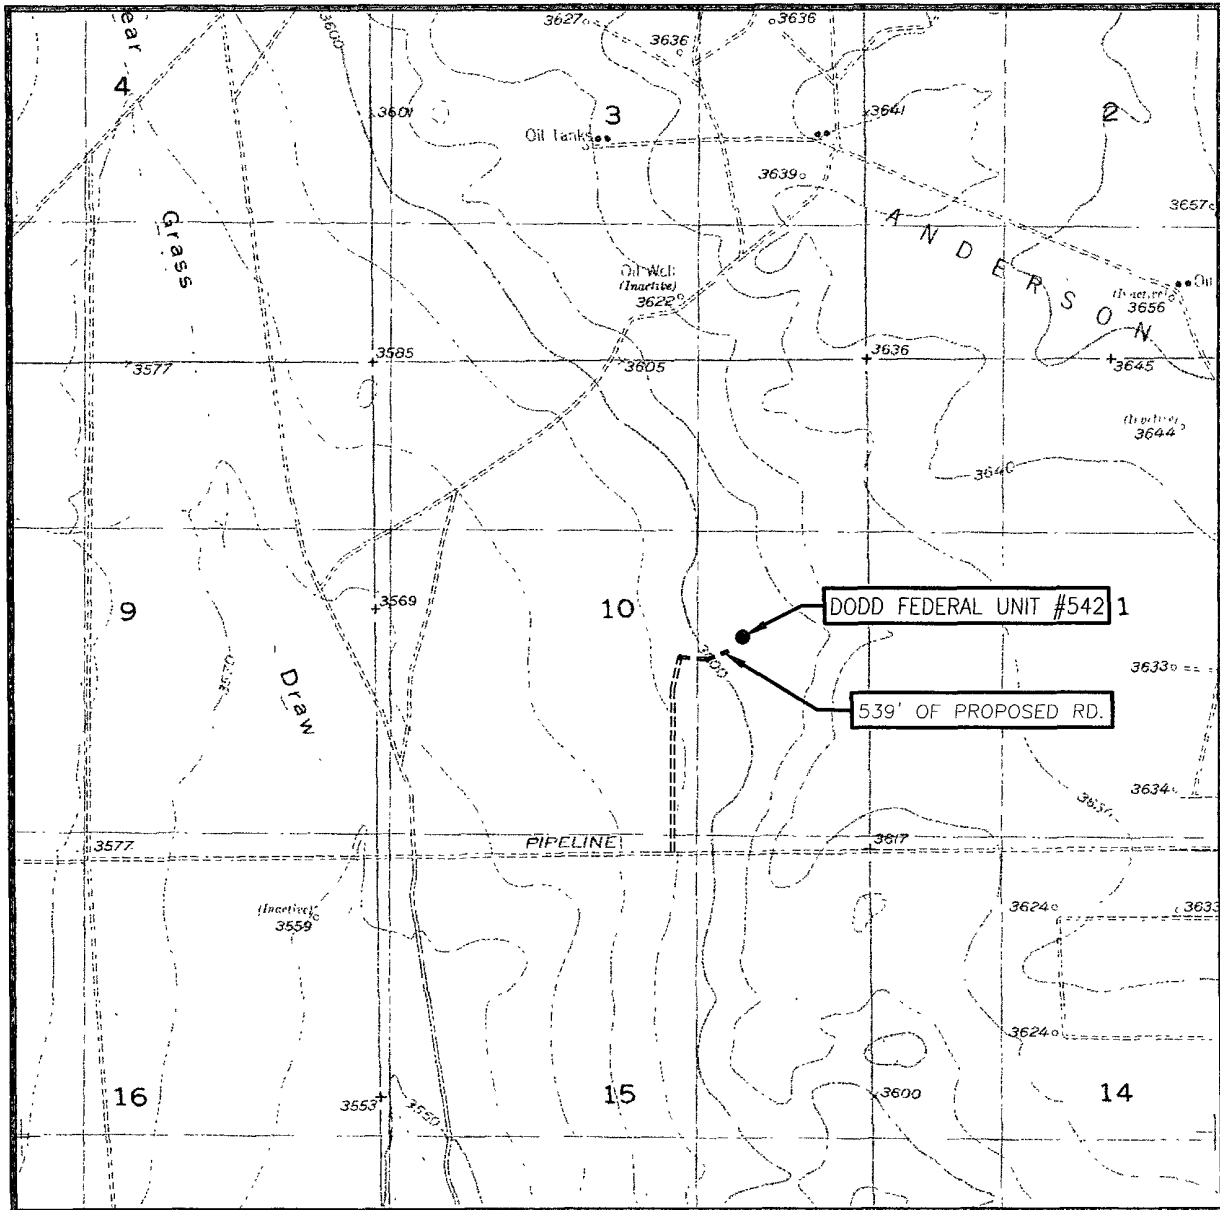 3627
3636
3636
3600
ear
4
3601
3
3641
2
Oil tanks
3639
3657
Grass
ANDERSON
Oil Well
(Inactive)
3622
(Inactive)
3656
Oil
3577
3585
3605
3636
3645
(Inactive)
3644
3640
9
3569
10
DODD FEDERAL UNIT #542
1
3600
3570
Draw
3633
539' OF PROPOSED RD.
3634
3630
3577
PIPELINE
3617
(Inactive)
3559
3624
3633
3624
16
3553
3550
15
3600
14